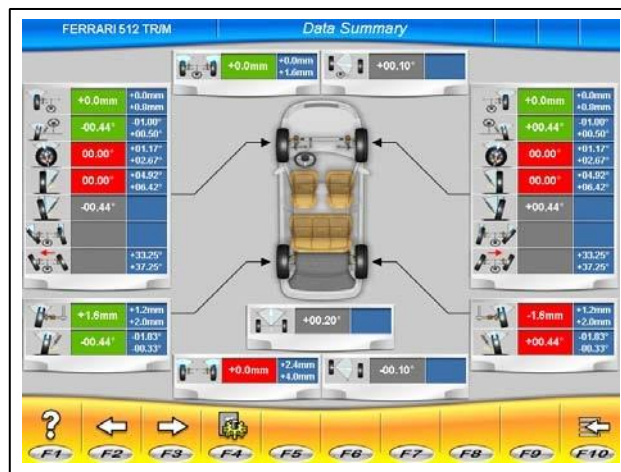 FERRARI 512 TR/M
Data Summary
+0.0mm
+0.0mm
+1.6mm
+00.10°
+0.0mm
+0.0mm
+0.8mm
-00.44°
-01.00°
+00.50°
00.00°
+01.17°
+02.67°
00.00°
+04.92°
+06.42°
-00.44°
+33.25°
+37.25°
+0.0mm
+0.0mm
+0.8mm
+00.44°
-01.00°
+00.50°
00.00°
+01.17°
+02.67°
00.00°
+04.92°
+06.42°
+00.44°
+33.25°
+37.25°
+1.6mm
+1.2mm
+2.0mm
-00.44°
-01.83°
-00.33°
+00.20°
-1.6mm
+1.2mm
+2.0mm
+00.44°
-01.83°
-00.33°
+0.0mm
+2.4mm
+4.0mm
-00.10°
?
F1 F2 F3 F4 F5 F6 F7 F8 F9 F10